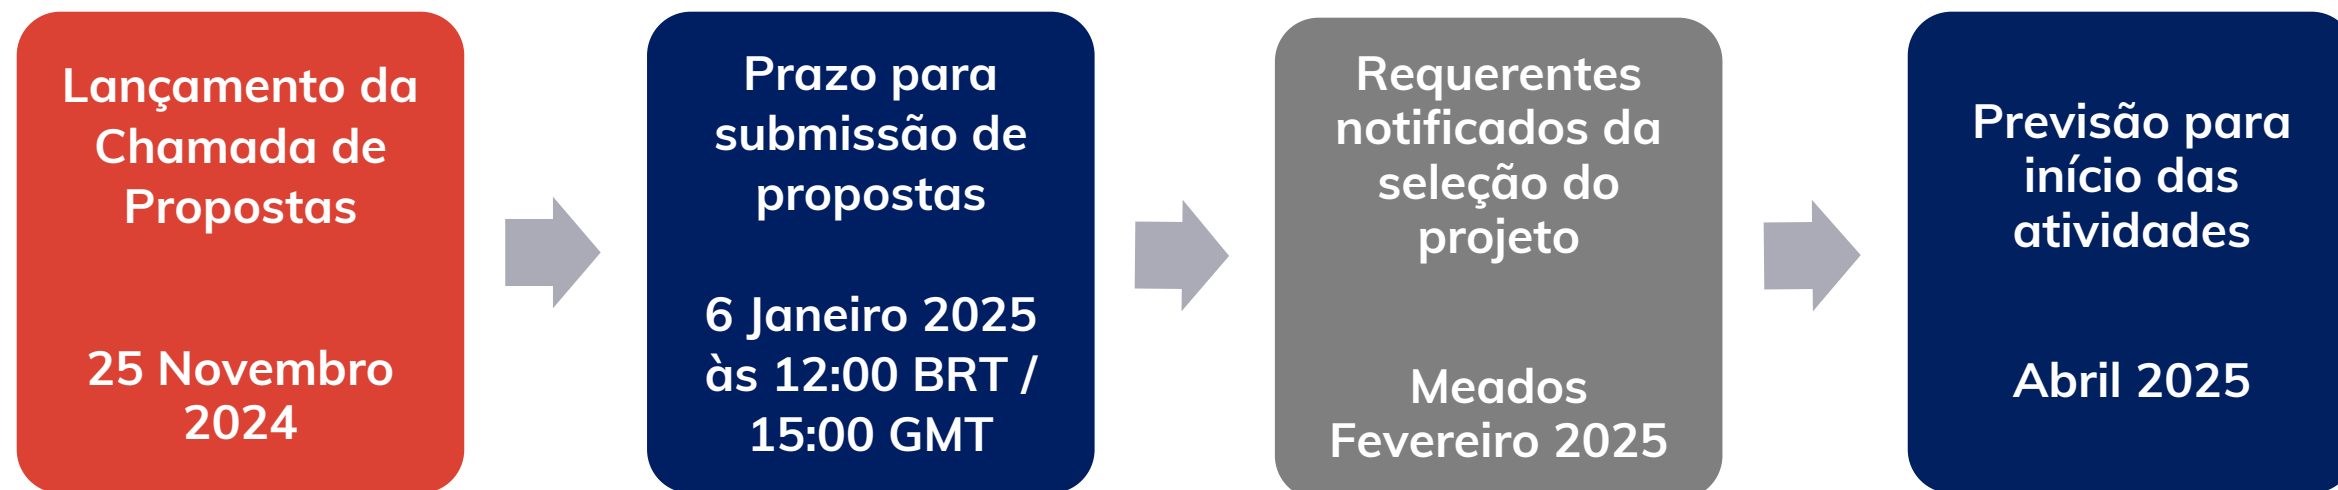 Lançamento da
Chamada de
Propostas
25 Novembro
2024
Prazo para
submissão de
propostas
6 Janeiro 2025
às 12:00 BRT /
15:00 GMT
Requerentes
notificados da
seleção do
projeto
Meados
Fevereiro 2025
Previsão para
início das
atividades
Abril 2025